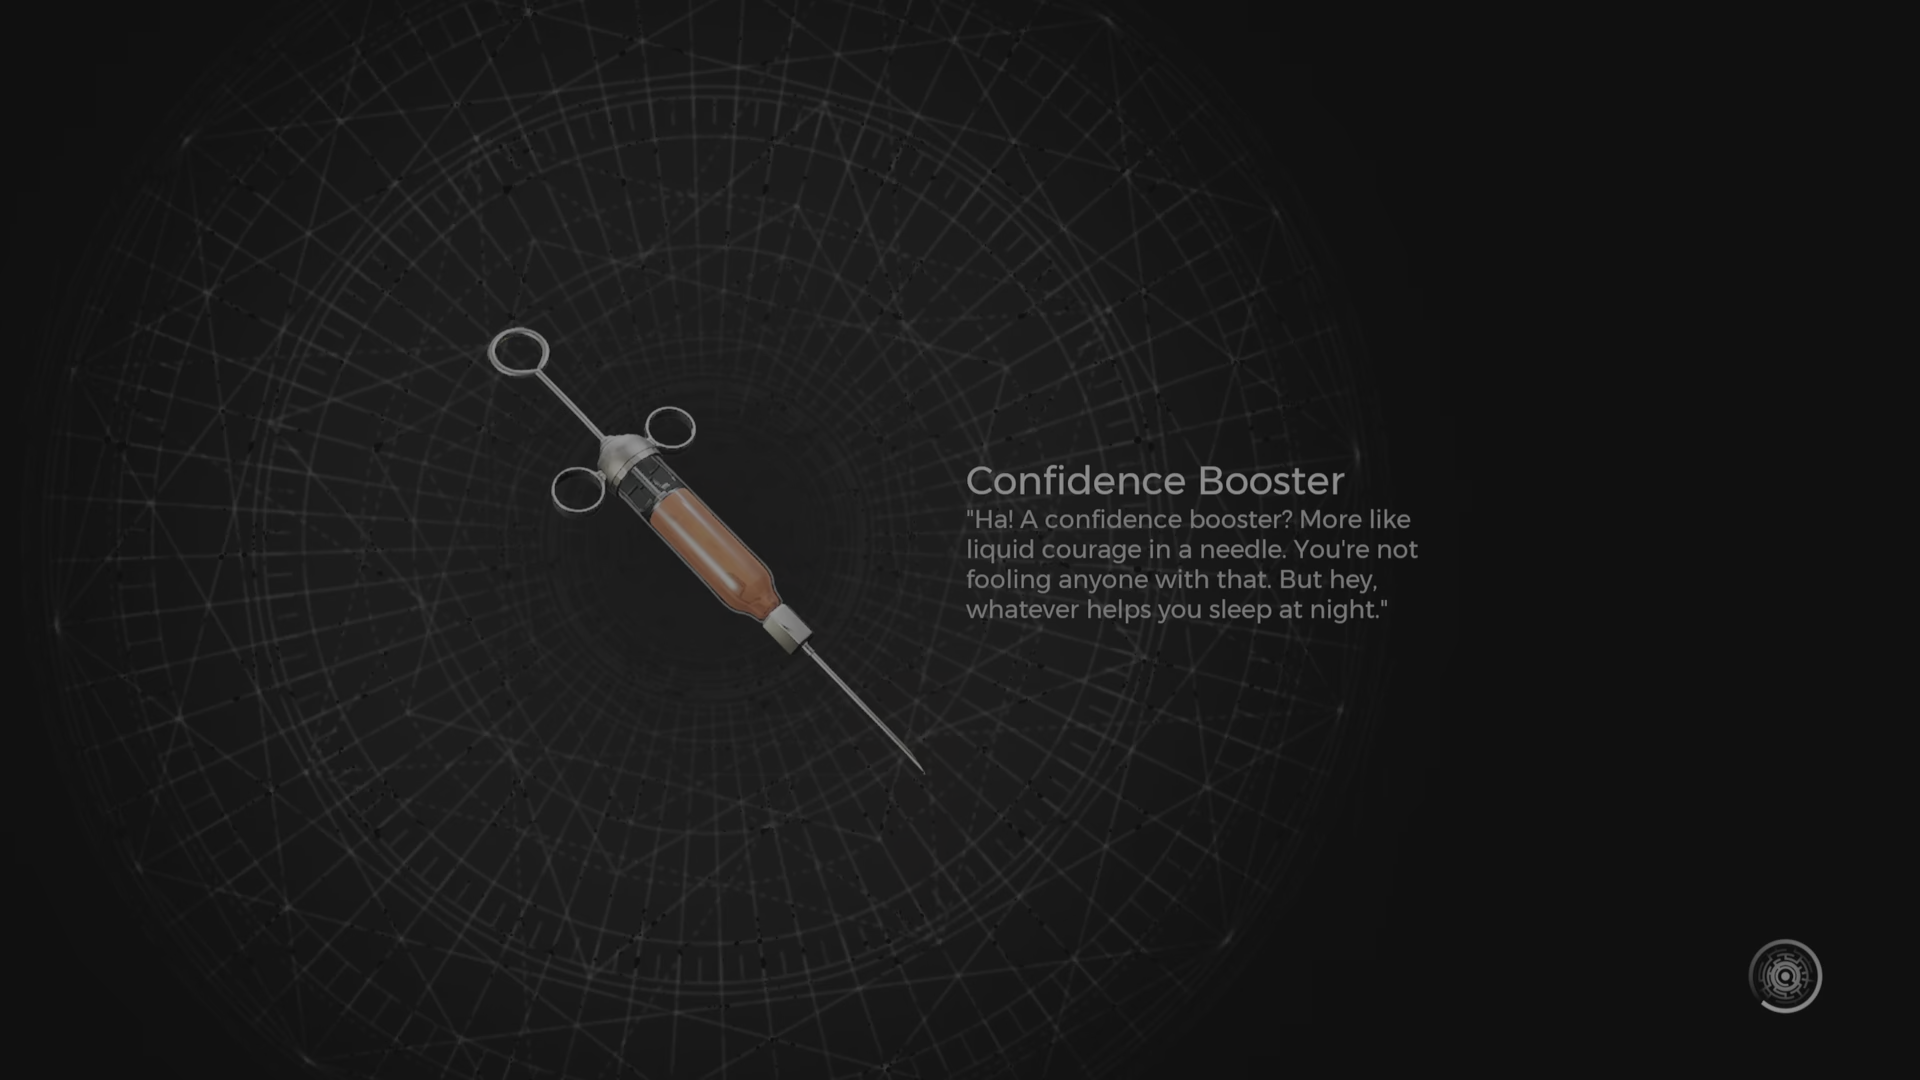 Confidence Booster
"Ha! A confidence booster? More like
liquid courage in a needle. You're not
fooling anyone with that. But hey,
whatever helps you sleep at night."